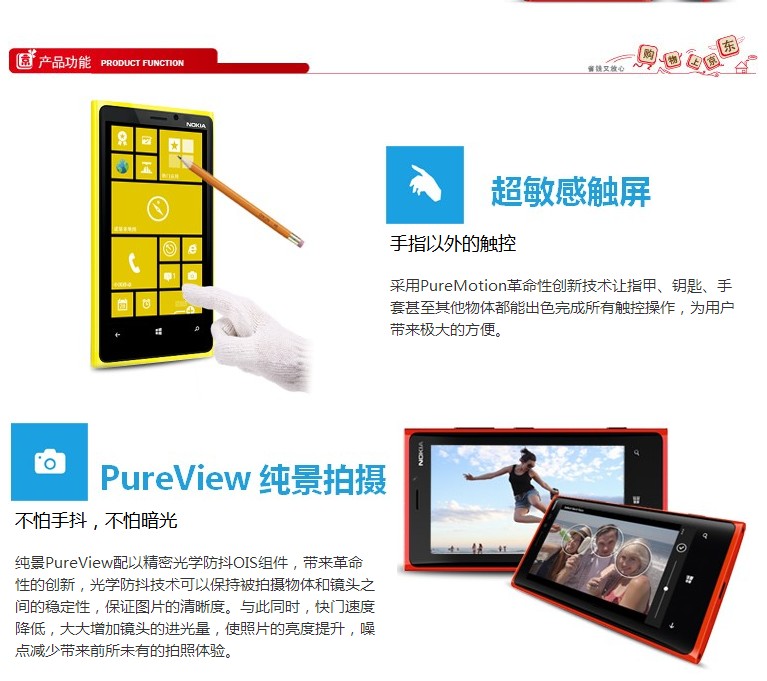 产品功能 PRODUCT FUNCTION
省钱又放心
购物上京东
NOKIA
超敏感触屏
手指以外的触控
采用PureMotion革命性创新技术让指甲、钥匙、手
套甚至其他物体都能出色完成所有触控操作，为用户
带来极大的方便。
PureView 纯景拍摄
不怕手抖，不怕暗光
纯景PureView配以精密光学防抖OIS组件，带来革命
性的创新，光学防抖技术可以保持被拍摄物体和镜头之
间的稳定性，保证图片的清晰度。与此同时，快门速度
降低，大大增加镜头的进光量，使照片的亮度提升，噪
点减少带来前所未有的拍照体验。
NOKIA